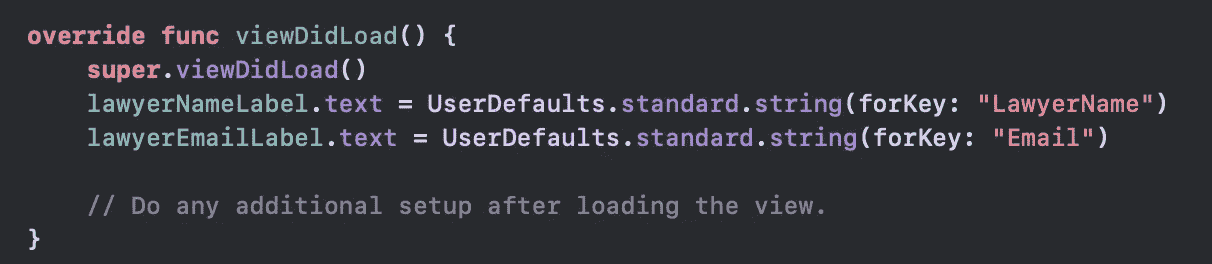 override func viewDidLoad() {
    super.viewDidLoad()
    lawyerNameLabel.text = UserDefaults.standard.string(forKey: "LawyerName")
    lawyerEmailLabel.text = UserDefaults.standard.string(forKey: "Email")

    // Do any additional setup after loading the view.
}